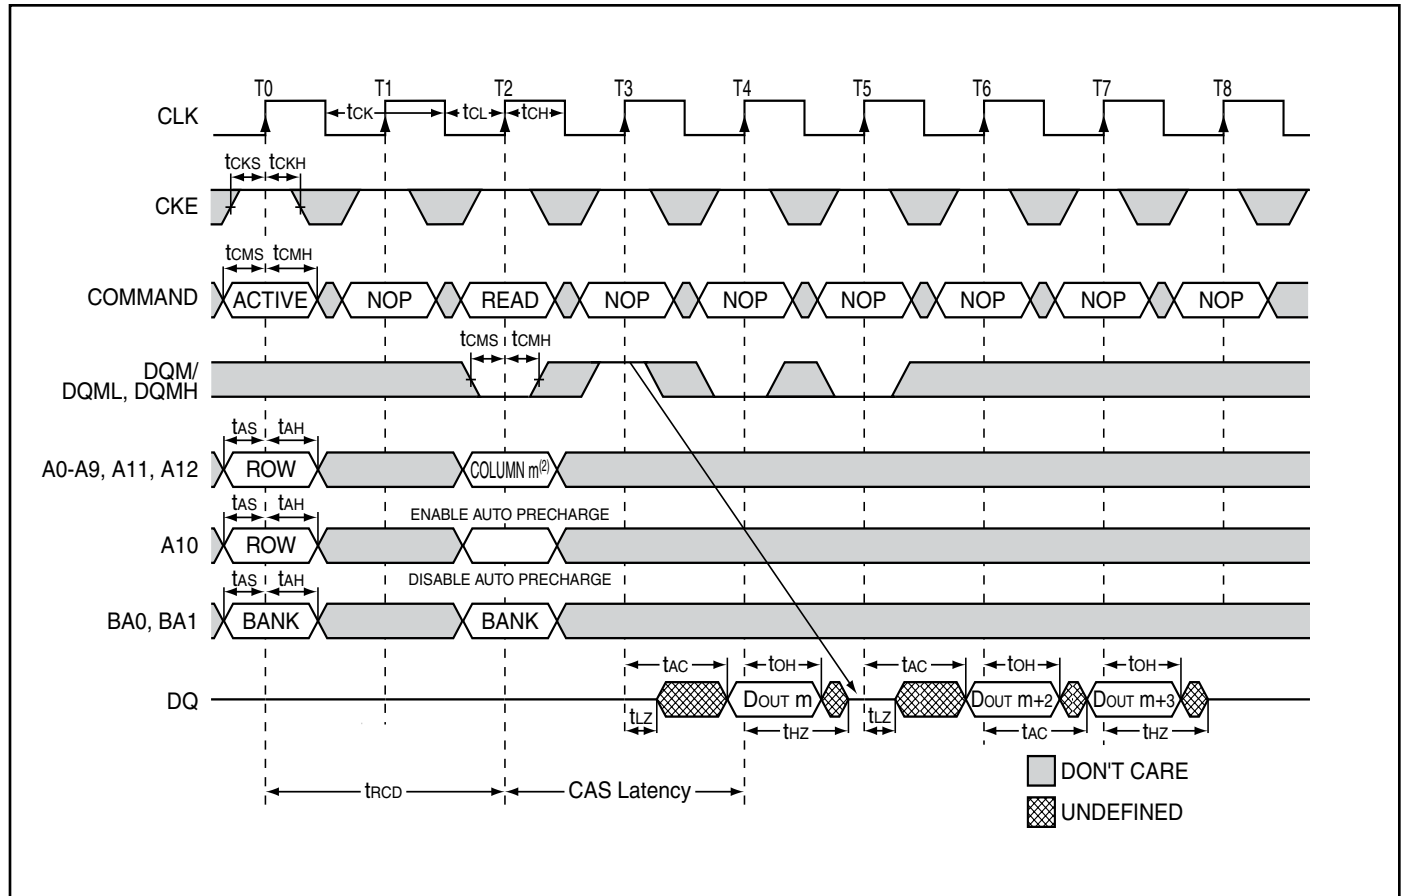 T0 T1 T2 T3 T4 T5 T6 T7 T8
CLK tCK tCL tCH
tCKS tCKH
CKE
tCMS tCMH
COMMAND ACTIVE NOP READ NOP NOP NOP NOP NOP NOP
tCMS tCMH
DQM/
DQML, DQMH
tAS tAH
A0-A9, A11, A12 ROW COLUMN m(2)
tAS tAH ENABLE AUTO PRECHARGE
A10 ROW
tAS tAH DISABLE AUTO PRECHARGE
BA0, BA1 BANK BANK
tAC tOH tAC tOH tOH
DQ DOUT m DOUT m+2 DOUT m+3
tLZ tHZ tLZ tAC tHZ
DON'T CARE
tRCD CAS Latency
UNDEFINED